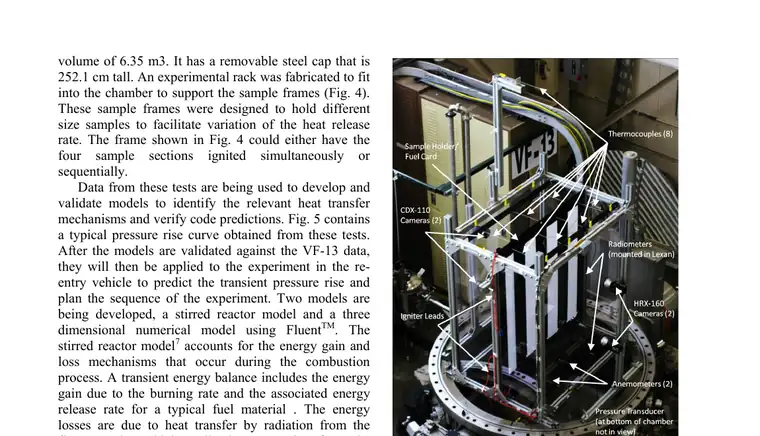 volume of 6.35 m3. It has a removable steel cap that is
252.1 cm tall. An experimental rack was fabricated to fit
into the chamber to support the sample frames (Fig. 4).
These sample frames were designed to hold different
size samples to facilitate variation of the heat release
rate. The frame shown in Fig. 4 could either have the
four sample sections ignited simultaneously or
sequentially.
Data from these tests are being used to develop and
validate models to identify the relevant heat transfer
mechanisms and verify code predictions. Fig. 5 contains
a typical pressure rise curve obtained from these tests.
After the models are validated against the VF-13 data,
they will then be applied to the experiment in the re-
entry vehicle to predict the transient pressure rise and
plan the sequence of the experiment. Two models are
being developed, a stirred reactor model and a three
dimensional numerical model using FluentTM. The
stirred reactor model7 accounts for the energy gain and
loss mechanisms that occur during the combustion
process. A transient energy balance includes the energy
gain due to the burning rate and the associated energy
release rate for a typical fuel material . The energy
losses are due to heat transfer by radiation from the
Thermocouples (8)
Sample Holder/
Fuel Card
VF-13
CDX-110
Cameras (2)
Radiometers
(mounted in Lexan)
HRX-160
Cameras (2)
Igniter Leads
Anemometers (2)
Pressure Transducer
(at bottom of chamber
not in view)